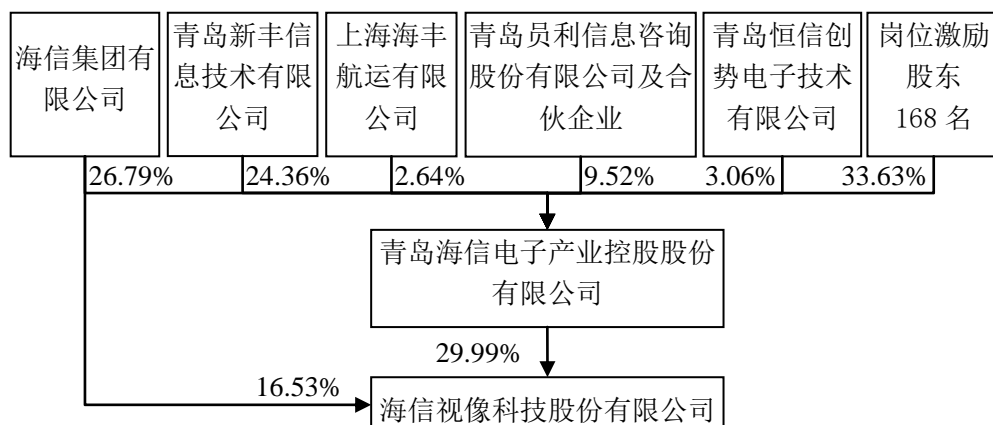 海信集团有
限公司
青岛新丰信
息技术有限
公司
上海海丰
航运有限
公司
青岛员利信息咨询
股份有限公司及合
伙企业
青岛恒信创
势电子技术
有限公司
岗位激励
股东
168 名
26.79%
24.36%
2.64%
9.52%
3.06%
33.63%
青岛海信电子产业控股股份
有限公司
29.99%
16.53%
海信视像科技股份有限公司